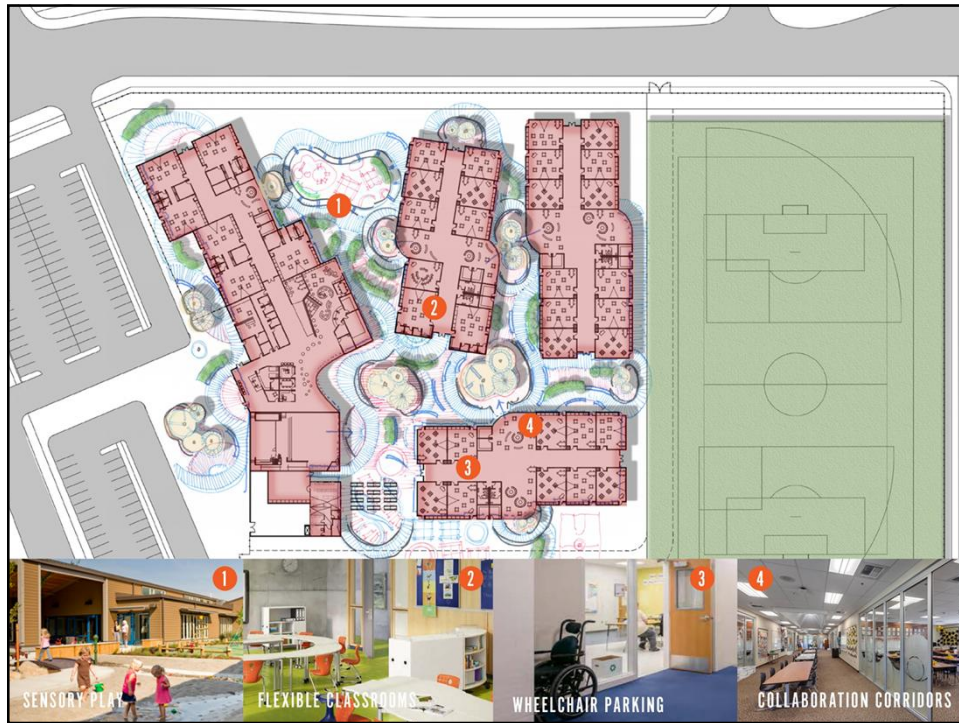 1
2
4
3
1
2
3
4
SENSORY PLAY
FLEXIBLE CLASSROOMS
WHEELCHAIR PARKING
COLLABORATION CORRIDORS